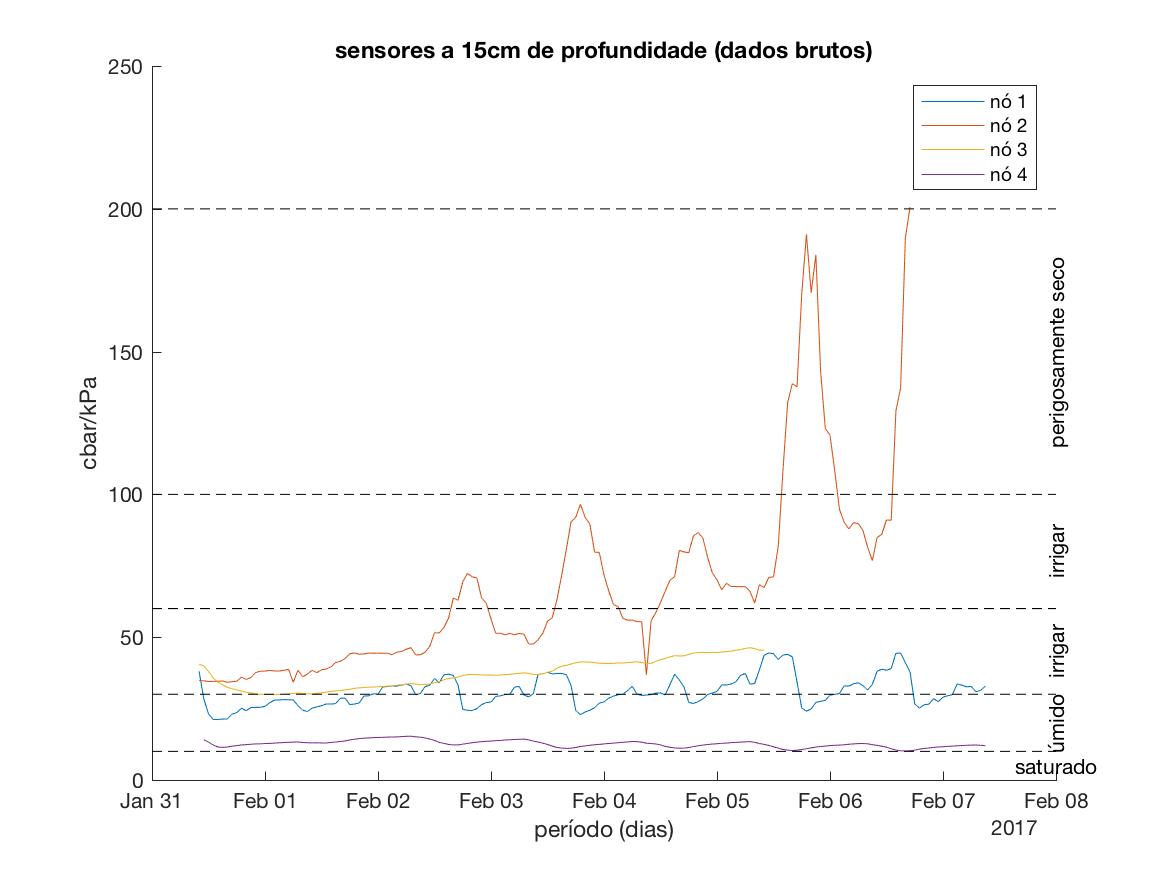 sensores a 15cm de profundidade (dados brutos)
250
200
150
100
50
0
cbar/kPa
nó 1
nó 2
nó 3
nó 4
perigosamente seco
irrigar
irrigar
úmido
saturado
Jan 31
Feb 01
Feb 02
Feb 03
Feb 04
Feb 05
Feb 06
Feb 07
Feb 08
período (dias)
2017